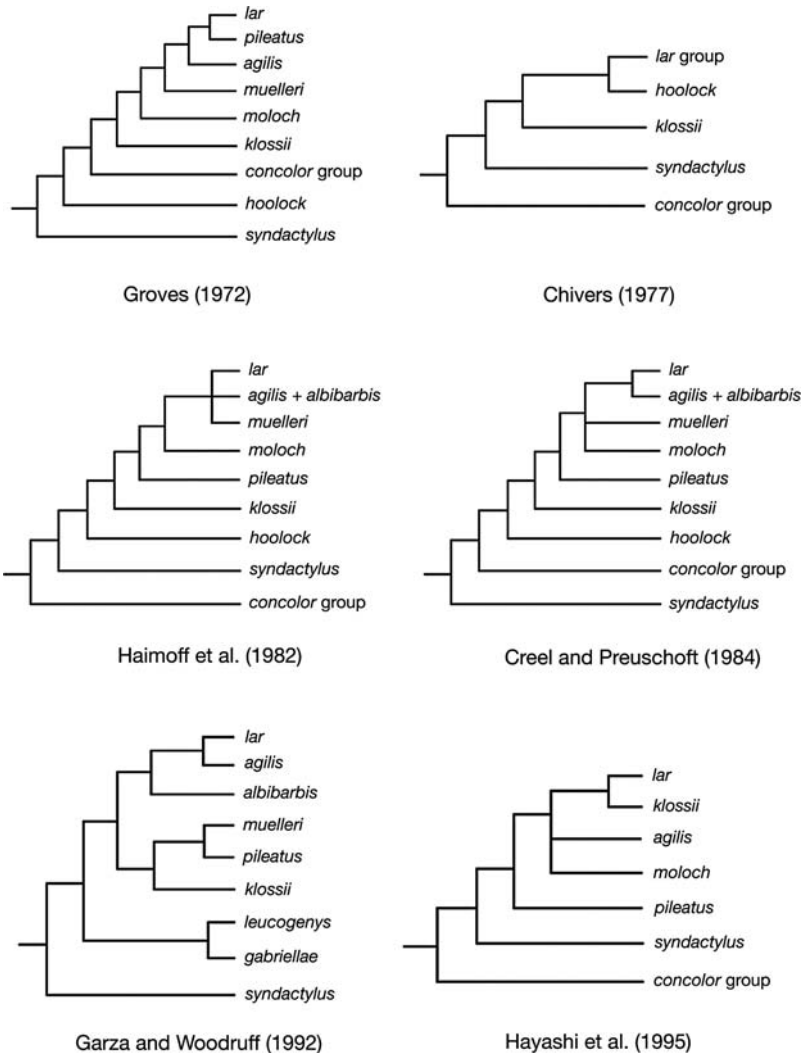 lar
pileatus
agilis
muelleri
moloch
klossii
concolor group
hoolock
syndactylus
Groves (1972)
lar group
hoolock
klossii
syndactylus
concolor group
Chivers (1977)
lar
agilis + albibarbis
muelleri
moloch
pileatus
klossii
hoolock
syndactylus
concolor group
Haimoff et al. (1982)
lar
agilis + albibarbis
muelleri
moloch
pileatus
klossii
hoolock
concolor group
syndactylus
Creel and Preuschoft (1984)
lar
agilis
albibarbis
muelleri
pileatus
klossii
leucogenys
gabriellae
syndactylus
Garza and Woodruff (1992)
lar
klossii
agilis
moloch
pileatus
syndactylus
concolor group
Hayashi et al. (1995)